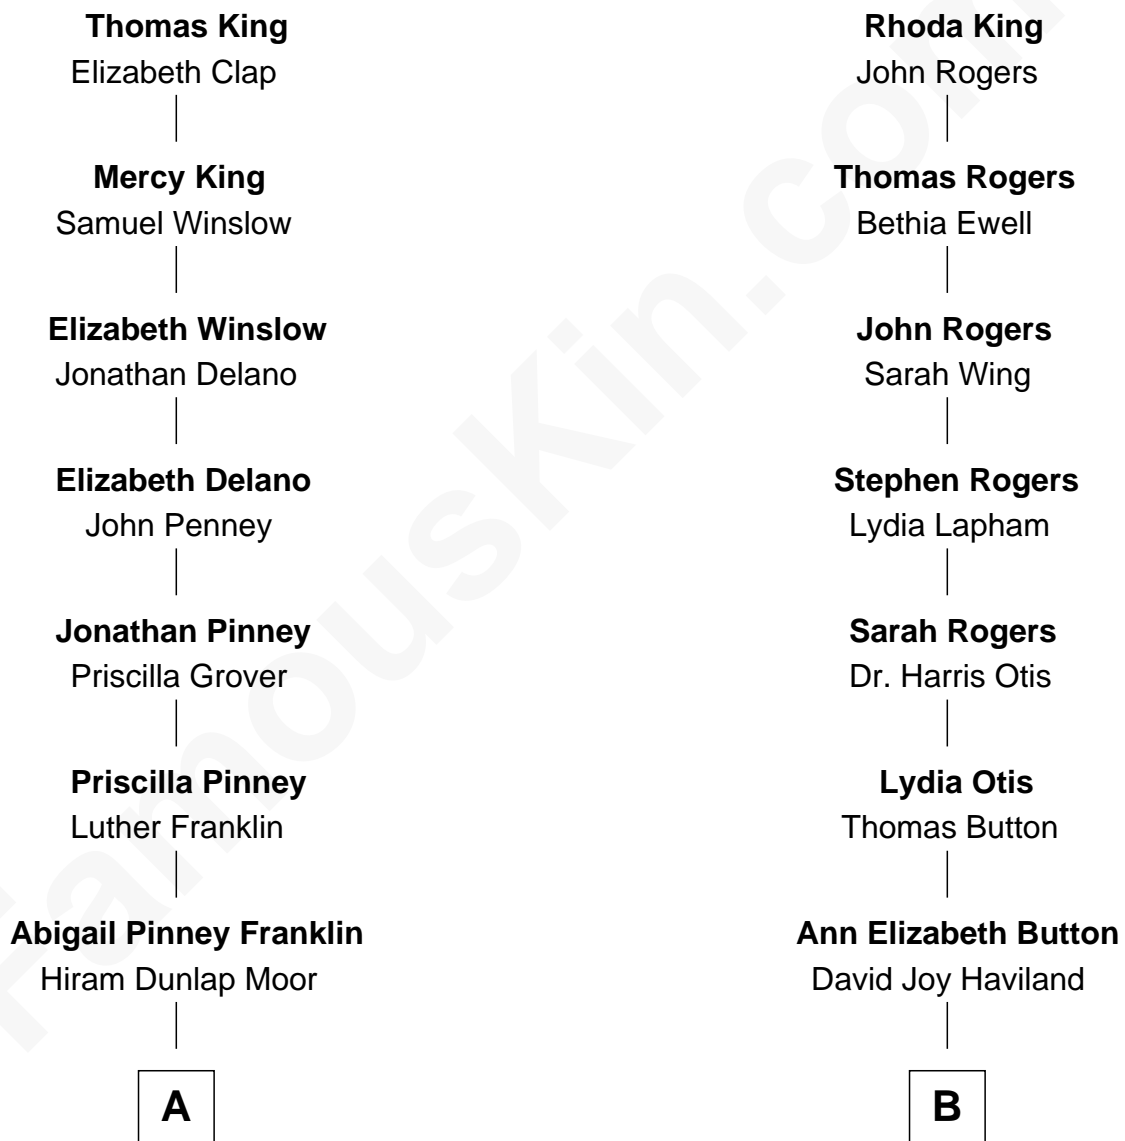 Thomas King
Elizabeth Clap
Mercy King
Samuel Winslow
Elizabeth Winslow
Jonathan Delano
Elizabeth Delano
John Penney
Jonathan Pinney
Priscilla Grover
Priscilla Pinney
Luther Franklin
Abigail Pinney Franklin
Hiram Dunlap Moor
A
Rhoda King
John Rogers
Thomas Rogers
Bethia Ewell
John Rogers
Sarah Wing
Stephen Rogers
Lydia Lapham
Sarah Rogers
Dr. Harris Otis
Lydia Otis
Thomas Button
Ann Elizabeth Button
David Joy Haviland
B
FamousKin.com